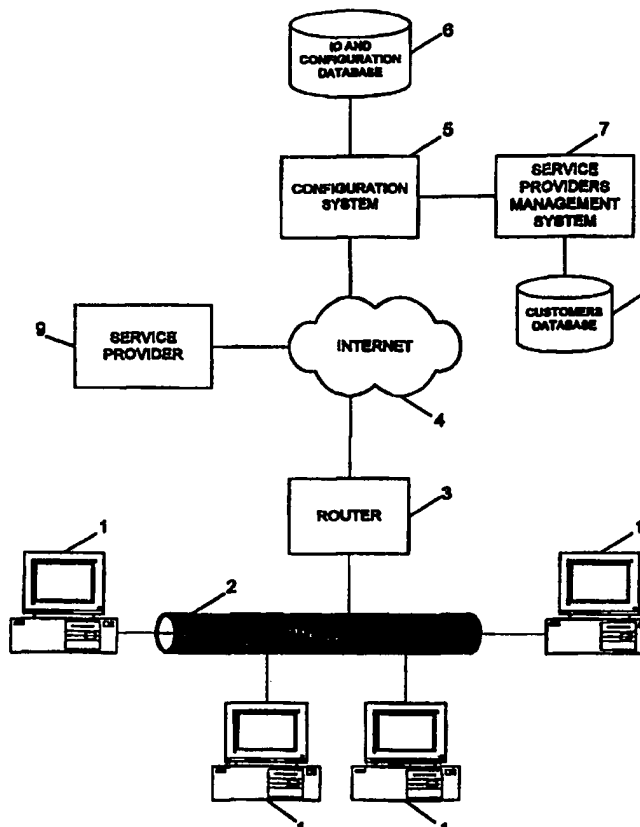 6
ID AND
CONFIGURATION
DATABASE
5
7
CONFIGURATION
SYSTEM
SERVICE
PROVIDERS
MANAGEMENT
SYSTEM
CUSTOMERS
DATABASE
9
SERVICE
PROVIDER
INTERNET
4
ROUTER
3
1
2
1
1
1